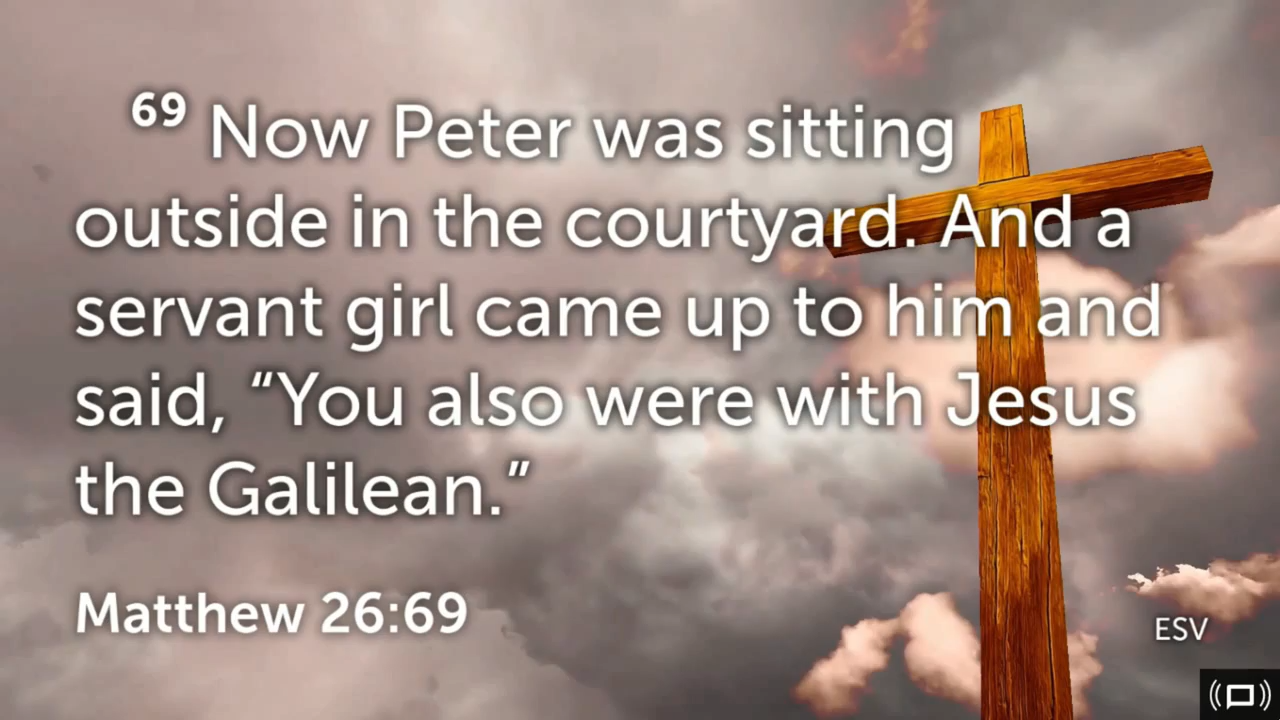 69 Now Peter was sitting
outside in the courtyard. And a
servant girl came up to him and
said, “You also were with Jesus
the Galilean.”
Matthew 26:69
ESV